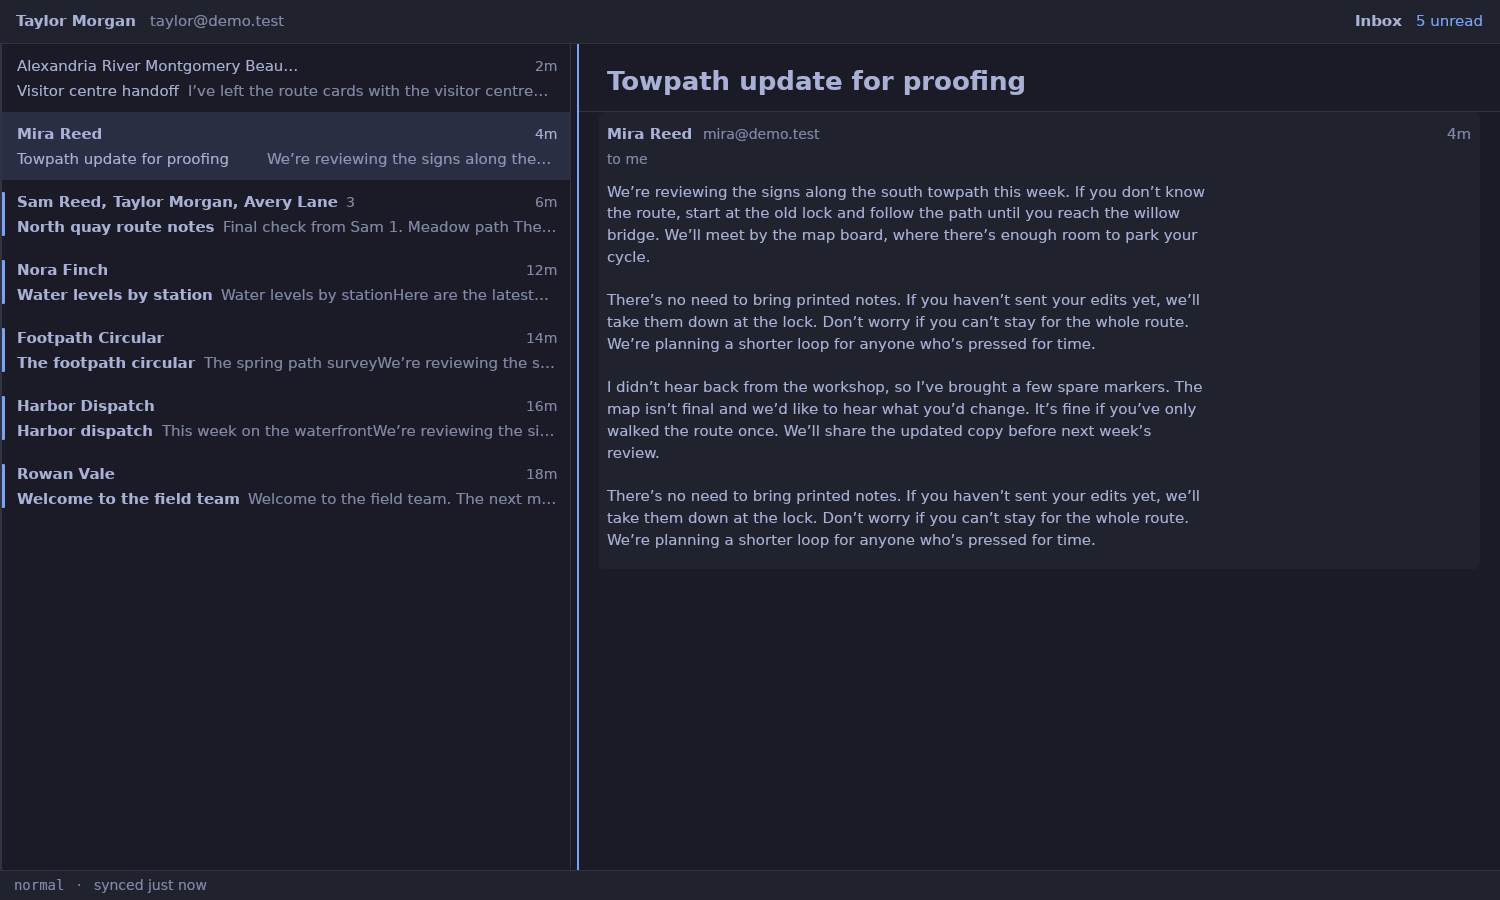 Taylor Morgan taylor@demo.test
Inbox 5 unread
Alexandria River Montgomery Beau… 2m
Visitor centre handoff I’ve left the route cards with the visitor centre…
Mira Reed 4m
Towpath update for proofing We’re reviewing the signs along the…
Sam Reed, Taylor Morgan, Avery Lane 3 6m
North quay route notes Final check from Sam 1. Meadow path The…
Nora Finch 12m
Water levels by station Water levels by stationHere are the latest…
Footpath Circular 14m
The footpath circular The spring path surveyWe’re reviewing the s…
Harbor Dispatch 16m
Harbor dispatch This week on the waterfrontWe’re reviewing the si…
Rowan Vale 18m
Welcome to the field team Welcome to the field team. The next m…
Towpath update for proofing
Mira Reed mira@demo.test 4m
to me
We’re reviewing the signs along the south towpath this week. If you don’t know
the route, start at the old lock and follow the path until you reach the willow
bridge. We’ll meet by the map board, where there’s enough room to park your
cycle.
There’s no need to bring printed notes. If you haven’t sent your edits yet, we’ll
take them down at the lock. Don’t worry if you can’t stay for the whole route.
We’re planning a shorter loop for anyone who’s pressed for time.
I didn’t hear back from the workshop, so I’ve brought a few spare markers. The
map isn’t final and we’d like to hear what you’d change. It’s fine if you’ve only
walked the route once. We’ll share the updated copy before next week’s
review.
There’s no need to bring printed notes. If you haven’t sent your edits yet, we’ll
take them down at the lock. Don’t worry if you can’t stay for the whole route.
We’re planning a shorter loop for anyone who’s pressed for time.
normal · synced just now